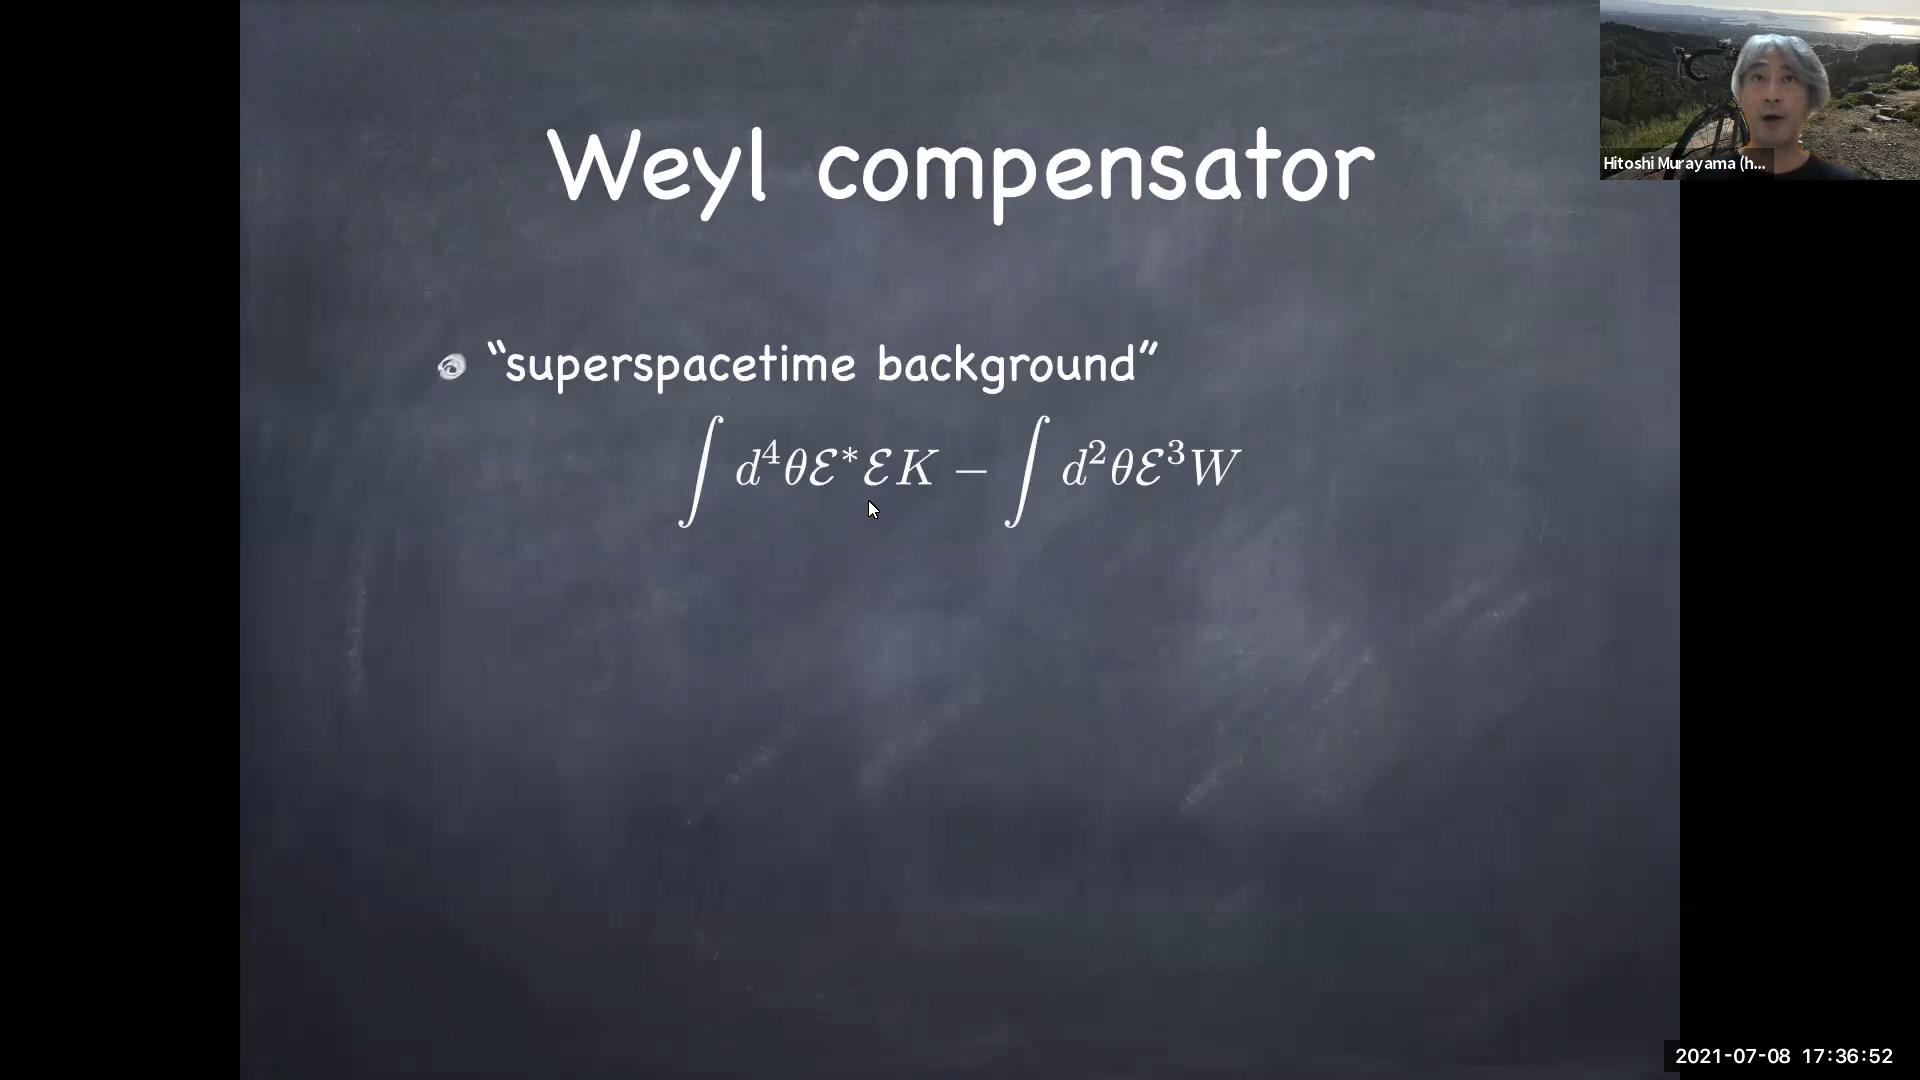 Weyl compensator
Hitoshi Murayama (h...
“superspacetime background”
∫ d⁴θℰ*ℰK − ∫ d²θℰ³W
2021-07-08 17:36:52